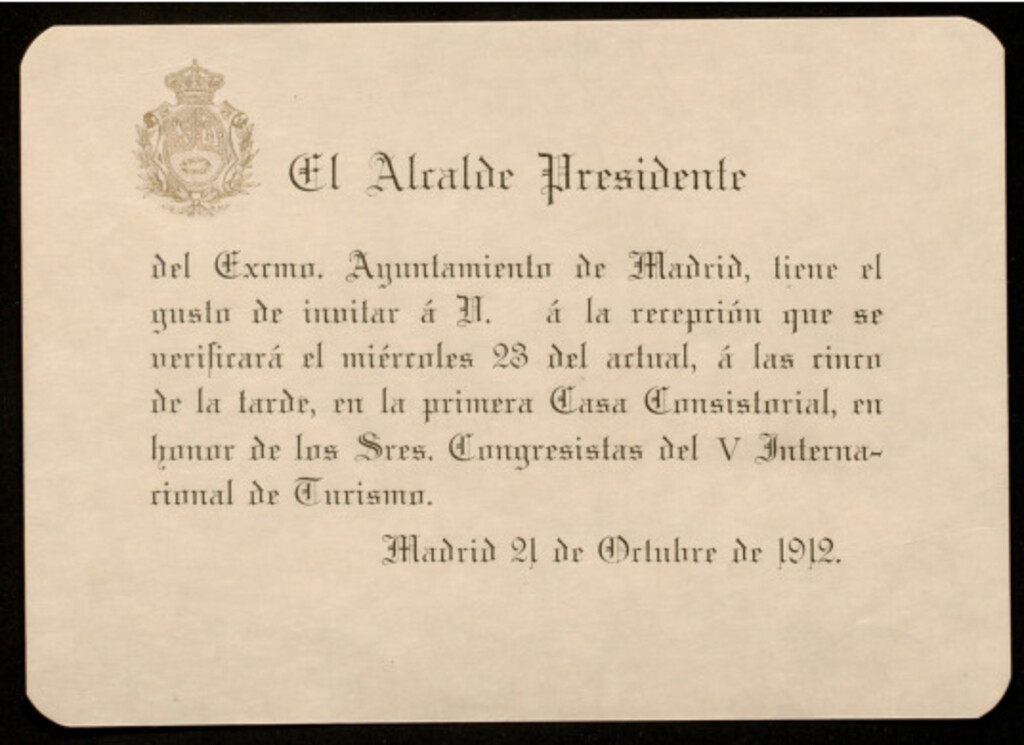 El Alcalde Presidente
del Excmo. Ayuntamiento de Madrid, tiene el
gusto de invitar á V. á la recepción que se
verificará el miércoles 23 del actual, á las cinco
de la tarde, en la primera Casa Consistorial, en
honor de los Sres. Congresistas del V Interna-
cional de Turismo.
Madrid 21 de Octubre de 1912.